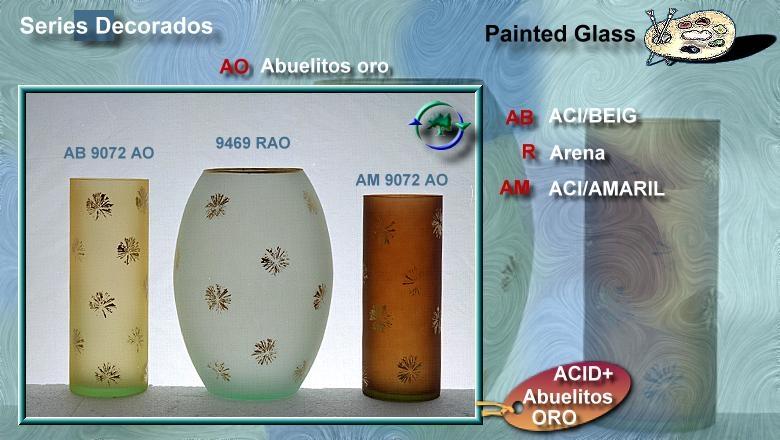 Series Decorados
Painted Glass
AO Abuelitos oro
AB 9072 AO
9469 RAO
AM 9072 AO
AB ACI/BEIG
R Arena
AM ACI/AMARIL
ACID+
Abuelitos
ORO